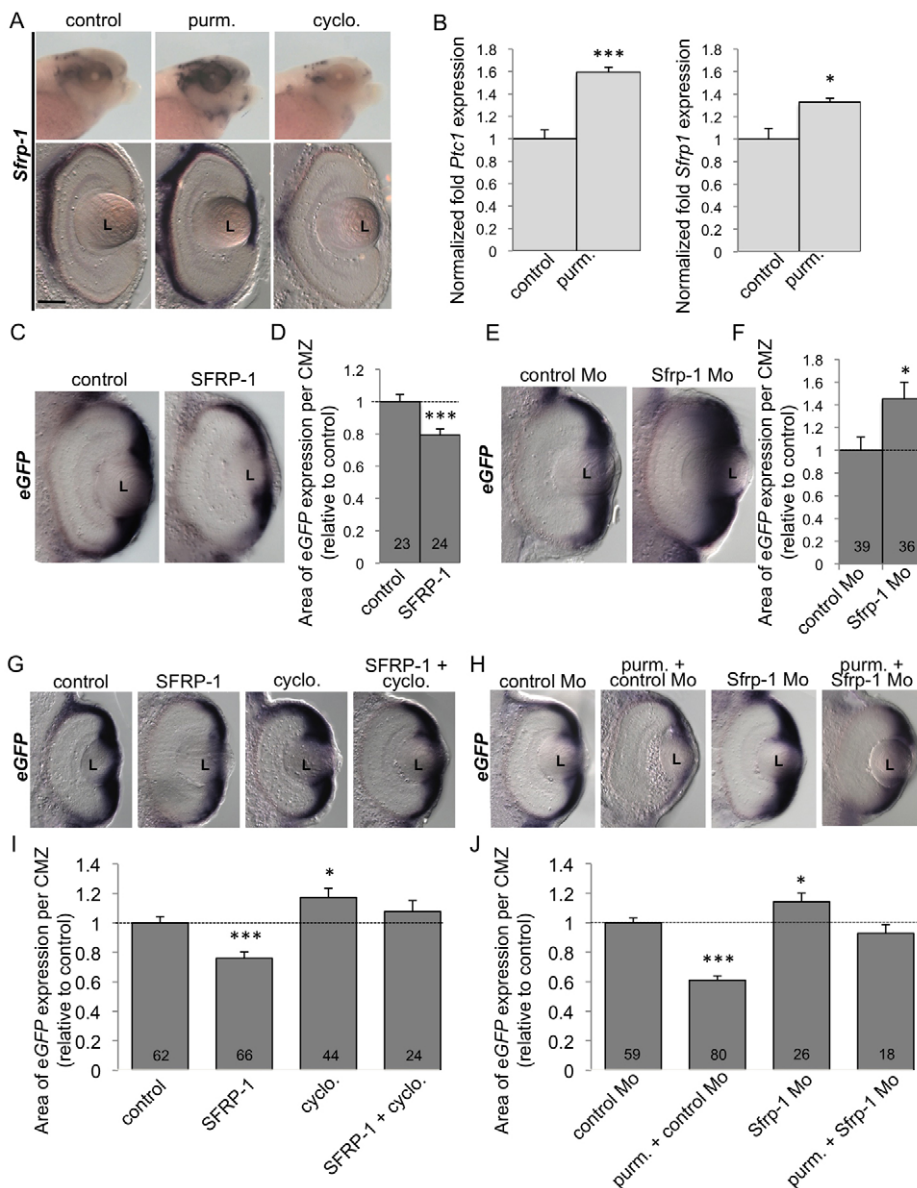 A
control
purm.
cyclo.
Sfrp-1
L
L
L
B
Normalized fold Ptc1 expression
1.8
1.6
1.4
1.2
1
0.8
0.6
0.4
0.2
0
***
control
purm.
Normalized fold Sfrp1 expression
1.8
1.6
1.4
1.2
1
0.8
0.6
0.4
0.2
0
*
control
purm.
C
control
SFRP-1
eGFP
L
L
D
Area of eGFP expression per CMZ
(relative to control)
1.2
1
0.8
0.6
0.4
0.2
0
***
23
24
control
SFRP-1
E
control Mo
Sfrp-1 Mo
eGFP
L
L
F
Area of eGFP expression per CMZ
(relative to control)
1.8
1.6
1.4
1.2
1
0.8
0.6
0.4
0.2
0
*
39
36
control Mo
Sfrp-1 Mo
G
control
SFRP-1
cyclo.
SFRP-1 +
cyclo.
eGFP
L
L
L
L
H
control Mo
purm. +
control Mo
Sfrp-1 Mo
purm. +
Sfrp-1 Mo
eGFP
L
L
L
L
I
Area of eGFP expression per CMZ
(relative to control)
1.4
1.2
1
0.8
0.6
0.4
0.2
0
***
*
62
66
44
24
control
SFRP-1
cyclo.
SFRP-1 + cyclo.
J
Area of eGFP expression per CMZ
(relative to control)
1.4
1.2
1
0.8
0.6
0.4
0.2
0
***
*
59
80
26
18
control Mo
purm. + control Mo
Sfrp-1 Mo
purm. + Sfrp-1 Mo